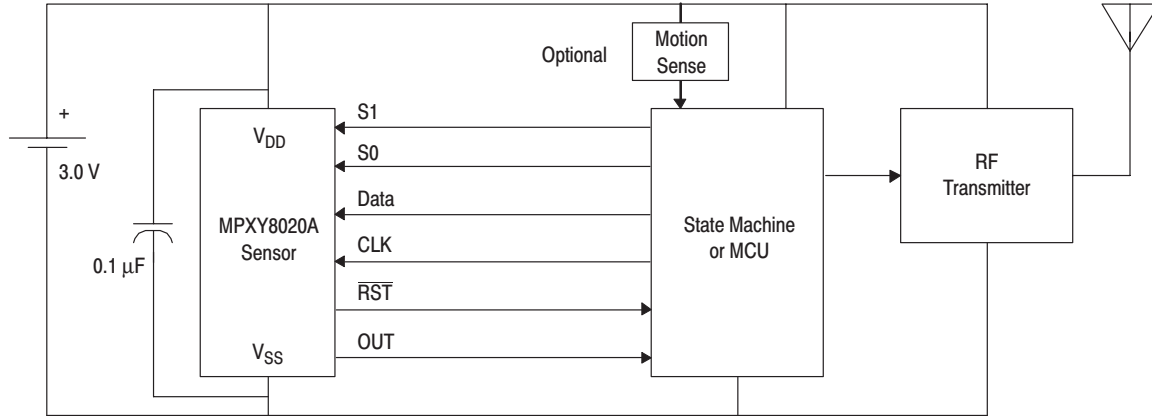 Optional
Motion
Sense
+
3.0 V
0.1 μF
V_DD
MPXY8020A
Sensor
V_SS
S1
S0
Data
CLK
R̅S̅T̅
OUT
State Machine
or MCU
RF
Transmitter